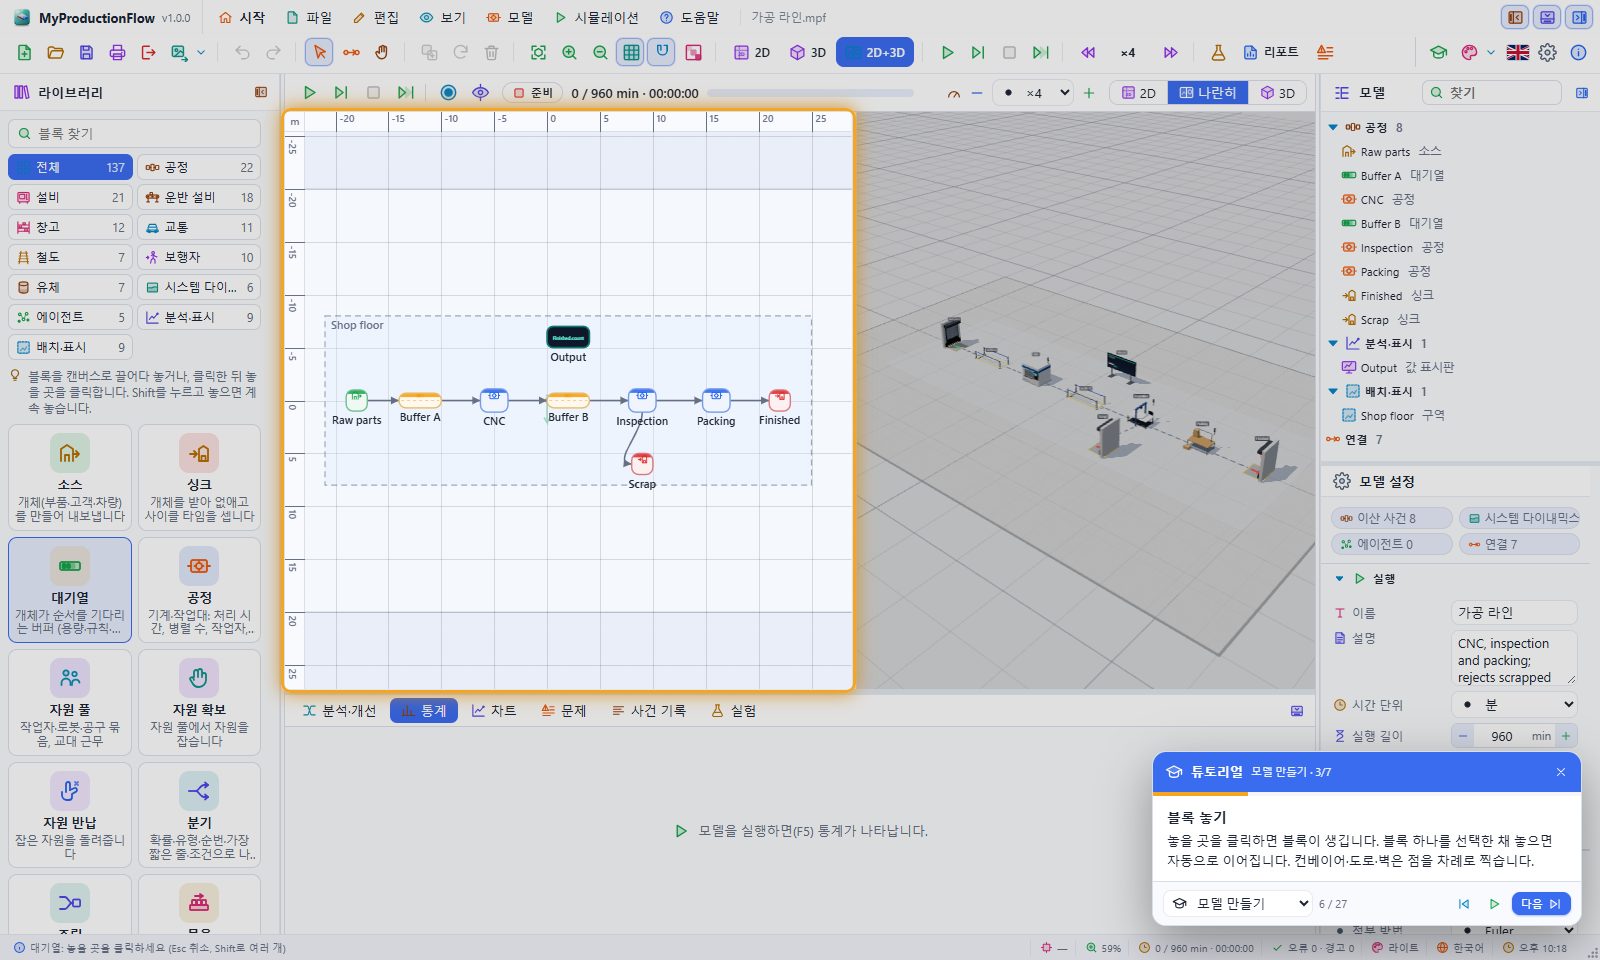 MyProductionFlow v1.0.0 시작 파일 편집 보기 모델 시뮬레이션 도움말 가공 라인.mpf
2D 3D 2D+3D ×4 리포트
라이브러리
블록 찾기
전체 137 공정 22
설비 21 운반 설비 18
창고 12 교통 11
철도 7 보행자 10
유체 7 시스템 다이... 6
에이전트 5 분석·표시 9
배치·표시 9
블록을 캔버스로 끌어다 놓거나, 클릭한 뒤 놓
을 곳을 클릭합니다. Shift를 누르고 놓으면 계
속 놓습니다.
소스
개체(부품·고객·차량)
를 만들어 내보냅니다
싱크
개체를 받아 없애고
사이클 타임을 셉니다
대기열
개체가 순서를 기다리
는 버퍼 (용량·규칙·...
공정
기계·작업대: 처리 시
간, 병렬 수, 작업자,...
자원 풀
작업자·로봇·공구 묶
음, 교대 근무
자원 확보
자원 풀에서 자원을
잡습니다
자원 반납
잡은 자원을 돌려줍니
다
분기
확률·유형·순번·가장
짧은 줄·조건으로 나...
준비 0 / 960 min · 00:00:00 ×4 2D 나란히 3D
m -20 -15 -10 -5 0 5 10 15 20 25
-25
-20
-15
-10
-5
0
5
10
15
20
25
Shop floor
Finished.count
Output
Raw parts Buffer A CNC Buffer B Inspection Packing Finished
Scrap
분석·개선 통계 차트 문제 사건 기록 실험
모델을 실행하면(F5) 통계가 나타납니다.
모델 찾기
공정 8
Raw parts 소스
Buffer A 대기열
CNC 공정
Buffer B 대기열
Inspection 공정
Packing 공정
Finished 싱크
Scrap 싱크
분석·표시 1
Output 값 표시판
배치·표시 1
Shop floor 구역
연결 7
모델 설정
이산 사건 8 시스템 다이내믹스
에이전트 0 연결 7
실행
이름 가공 라인
설명 CNC, inspection
and packing;
rejects scrapped
시간 단위 분
실행 길이 960 min
튜토리얼 모델 만들기 · 3/7
블록 놓기
놓을 곳을 클릭하면 블록이 생깁니다. 블록 하나를 선택한 채 놓으면
자동으로 이어집니다. 컨베이어·도로·벽은 점을 차례로 찍습니다.
모델 만들기 6 / 27 다음
Euler
대기열: 놓을 곳을 클릭하세요 (Esc 취소, Shift로 여러 개)
— 59% 0 / 960 min · 00:00:00 오류 0 · 경고 0 라이트 한국어 오후 10:18